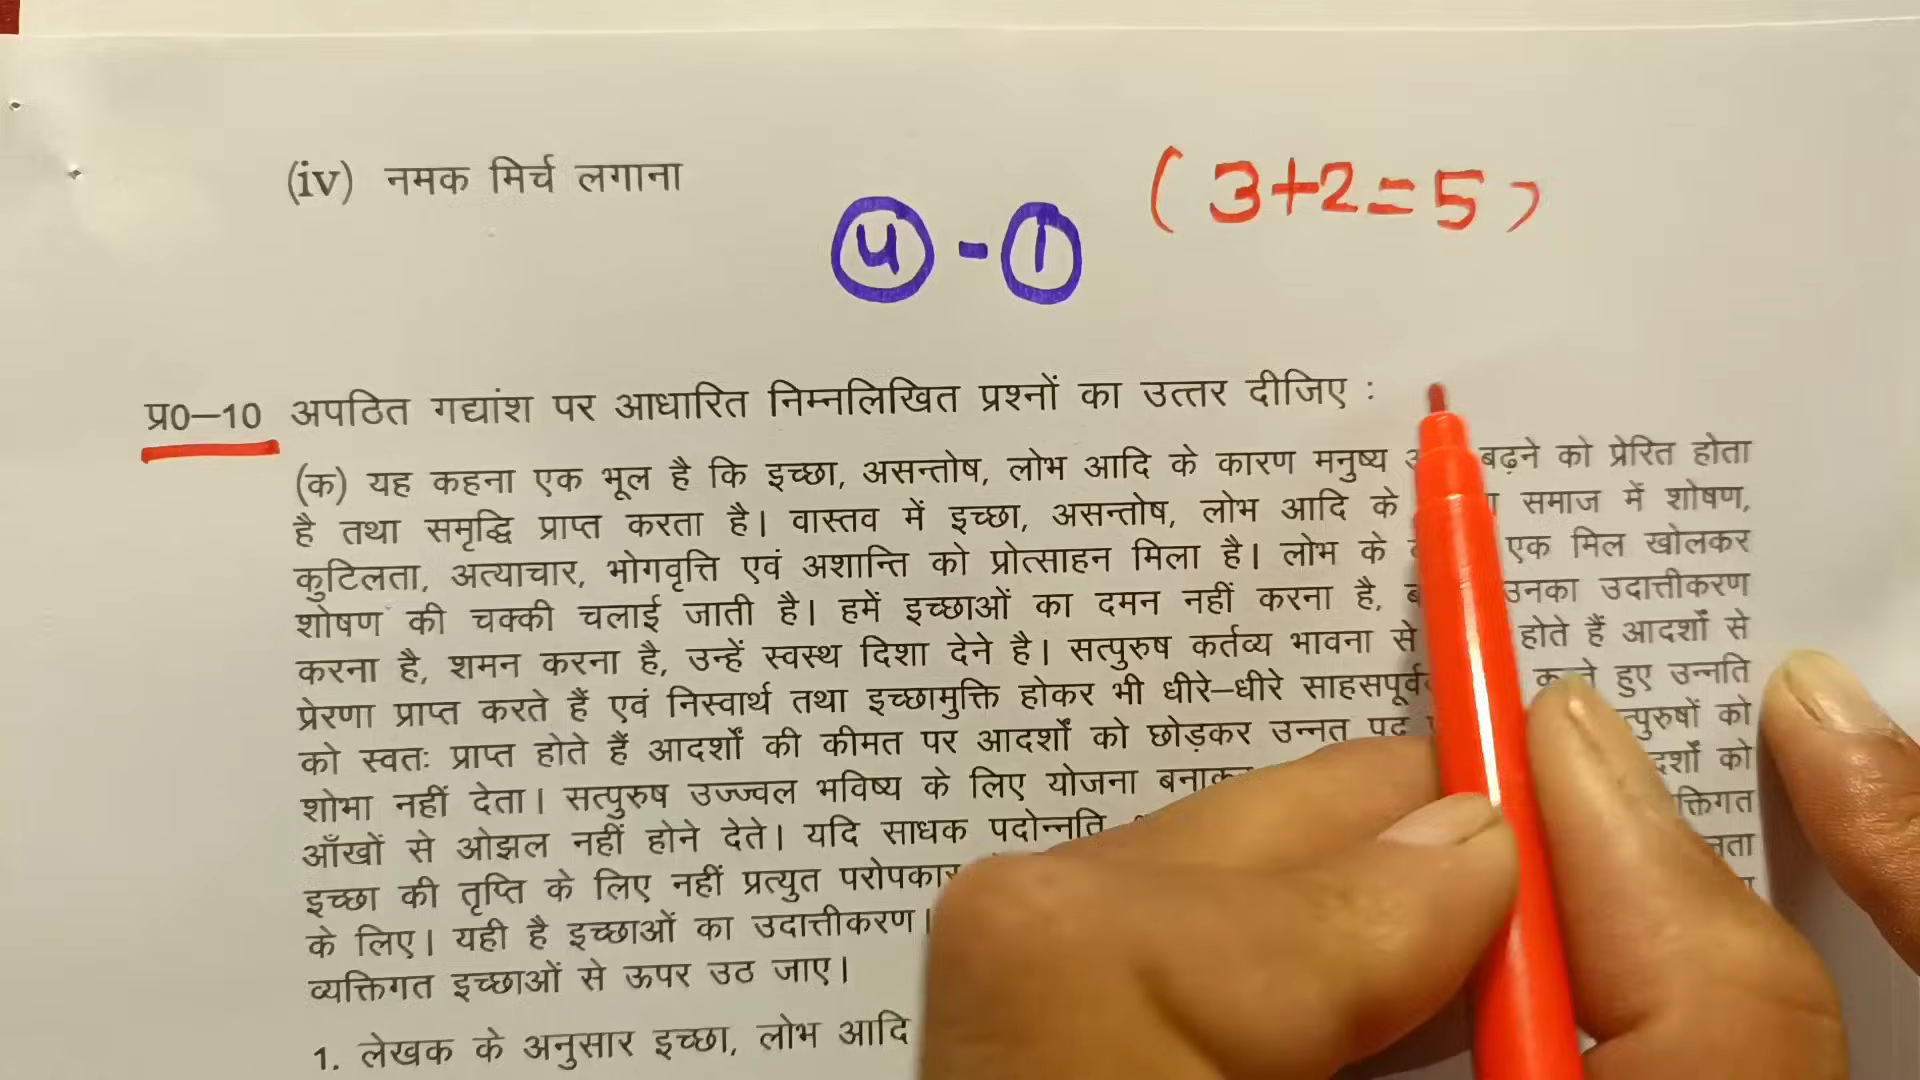 (iv) नमक मिर्च लगाना
(3+2=5)
4 - 1
प्र0–10 अपठित गद्यांश पर आधारित निम्नलिखित प्रश्नों का उत्तर दीजिए :
(क) यह कहना एक भूल है कि इच्छा, असन्तोष, लोभ आदि के कारण मनुष्य बढ़ने को प्रेरित होता
है तथा समृद्धि प्राप्त करता है। वास्तव में इच्छा, असन्तोष, लोभ आदि के समाज में शोषण,
कुटिलता, अत्याचार, भोगवृत्ति एवं अशान्ति को प्रोत्साहन मिला है। लोभ के एक मिल खोलकर
शोषण की चक्की चलाई जाती है। हमें इच्छाओं का दमन नहीं करना है, उनका उदात्तीकरण
करना है, शमन करना है, उन्हें स्वस्थ दिशा देने है। सत्पुरुष कर्तव्य भावना से होते हैं आदर्शों से
प्रेरणा प्राप्त करते हैं एवं निस्वार्थ तथा इच्छामुक्ति होकर भी धीरे–धीरे हुए उन्नति
को स्वतः प्राप्त होते हैं आदर्शों की कीमत पर आदर्शों को छोड़कर उन्नत पद को
शोभा नहीं देता। सत्पुरुष उज्ज्वल भविष्य के लिए योजना बनाकर को
आँखों से ओझल नहीं होने देते। यदि साधक पदोन्नति
इच्छा की तृप्ति के लिए नहीं प्रत्युत परोपकार
के लिए। यही है इच्छाओं का उदात्तीकरण।
व्यक्तिगत इच्छाओं से ऊपर उठ जाए।
1. लेखक के अनुसार इच्छा, लोभ आदि